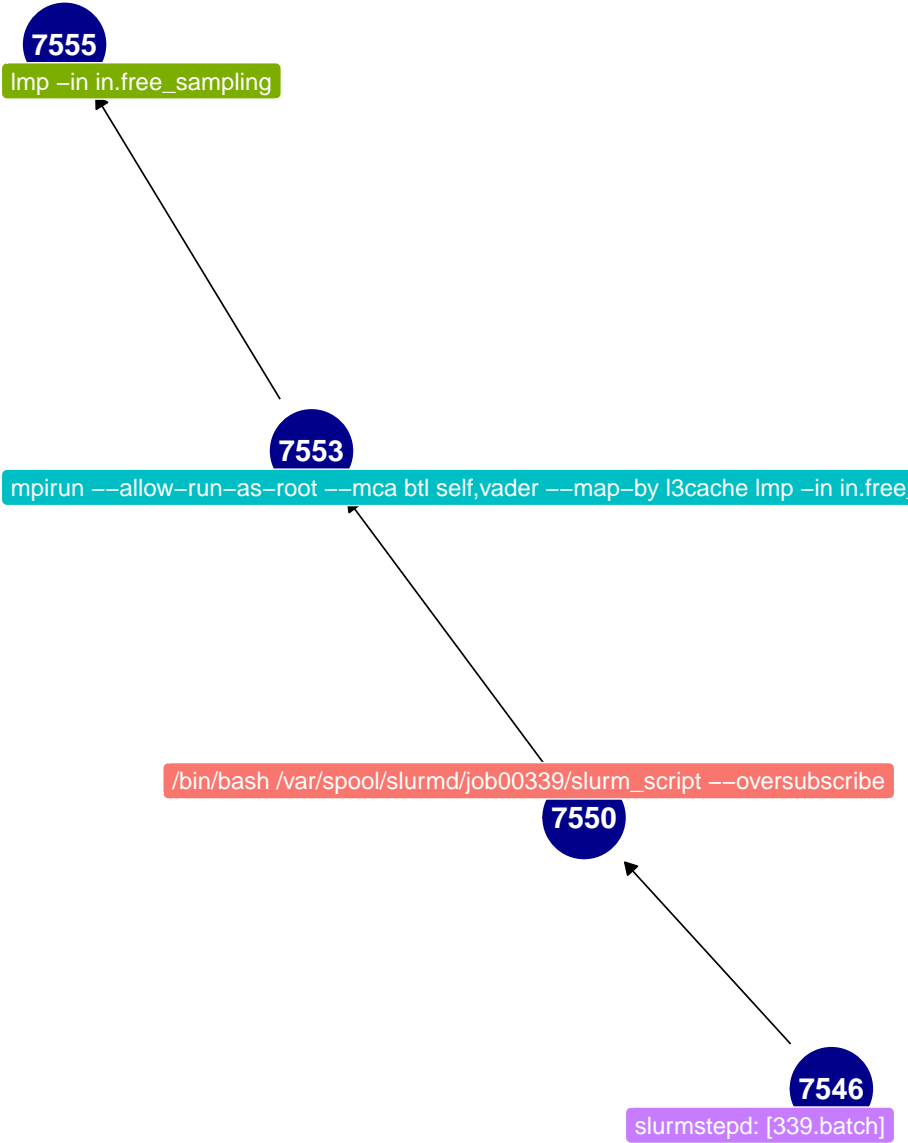 7555
lmp −in in.free_sampling
7553
mpirun −−allow−run−as−root −−mca btl self,vader −−map−by l3cache lmp −in in.free_
/bin/bash /var/spool/slurmd/job00339/slurm_script −−oversubscribe
7550
7546
slurmstepd: [339.batch]